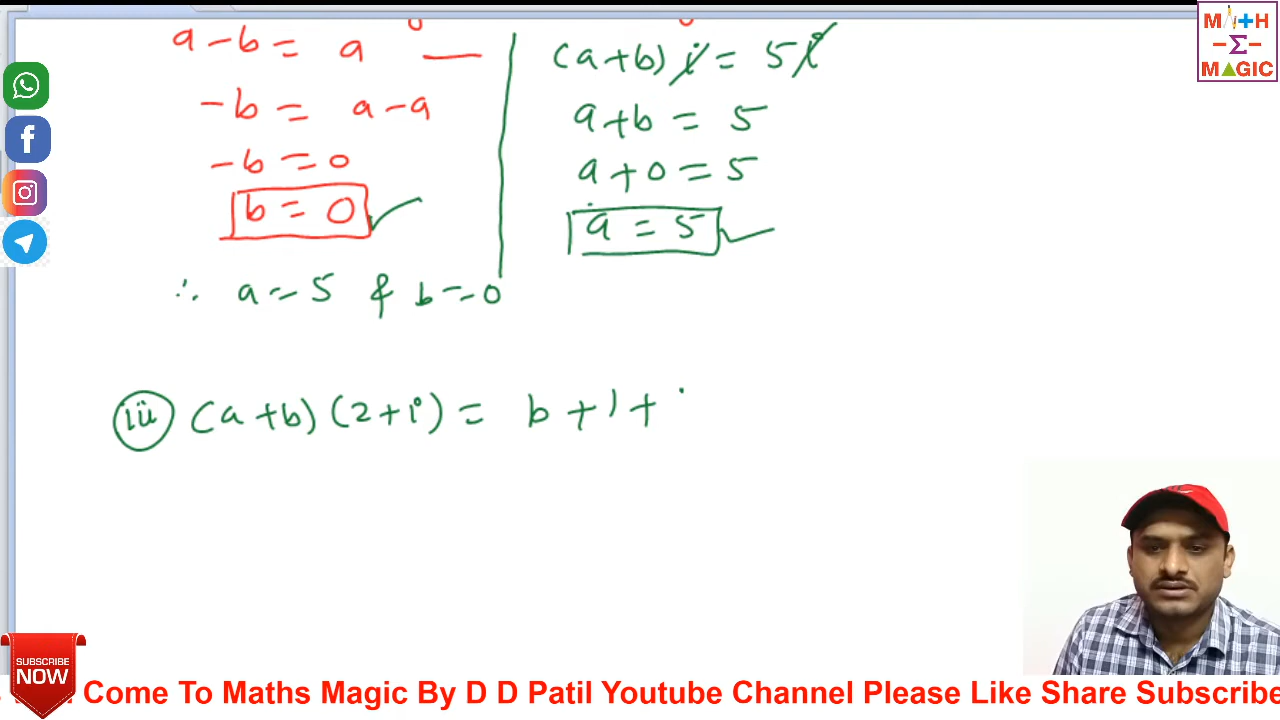 a - b = a
- b = a - a
- b = 0
b = 0
(a + b) i = 5 i
a + b = 5
a + 0 = 5
a = 5
∴ a = 5 & b = 0
iii (a + b) (2 + i) = b + 1 +
MATH
-Σ-
MAGIC
SUBSCRIBE
NOW
Come To Maths Magic By D D Patil Youtube Channel Please Like Share Subscribe